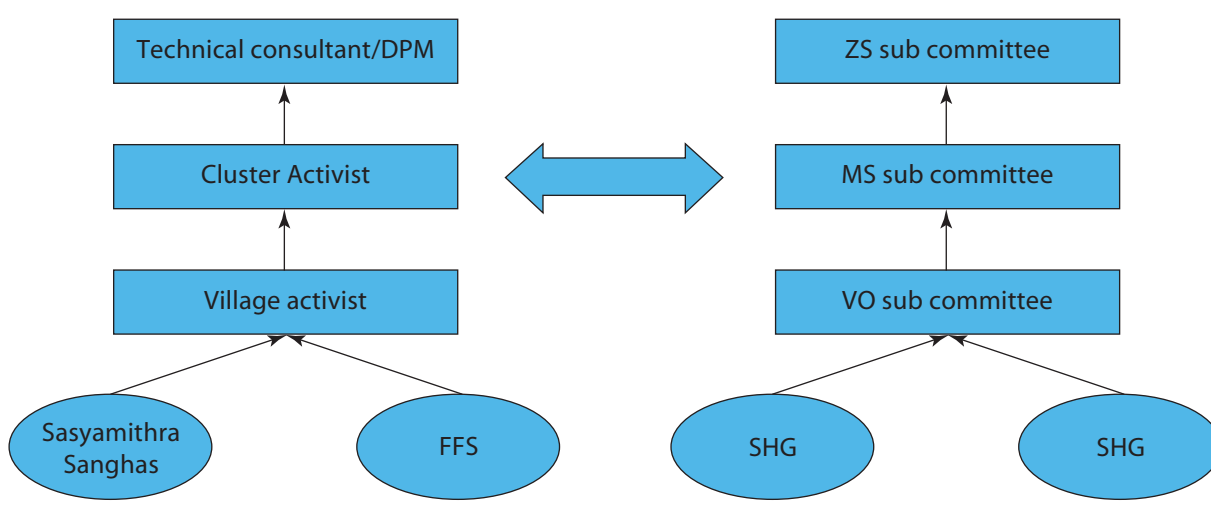 Technical consultant/DPM
ZS sub committee
Cluster Activist
MS sub committee
Village activist
VO sub committee
Sasyamithra
Sanghas
FFS
SHG
SHG